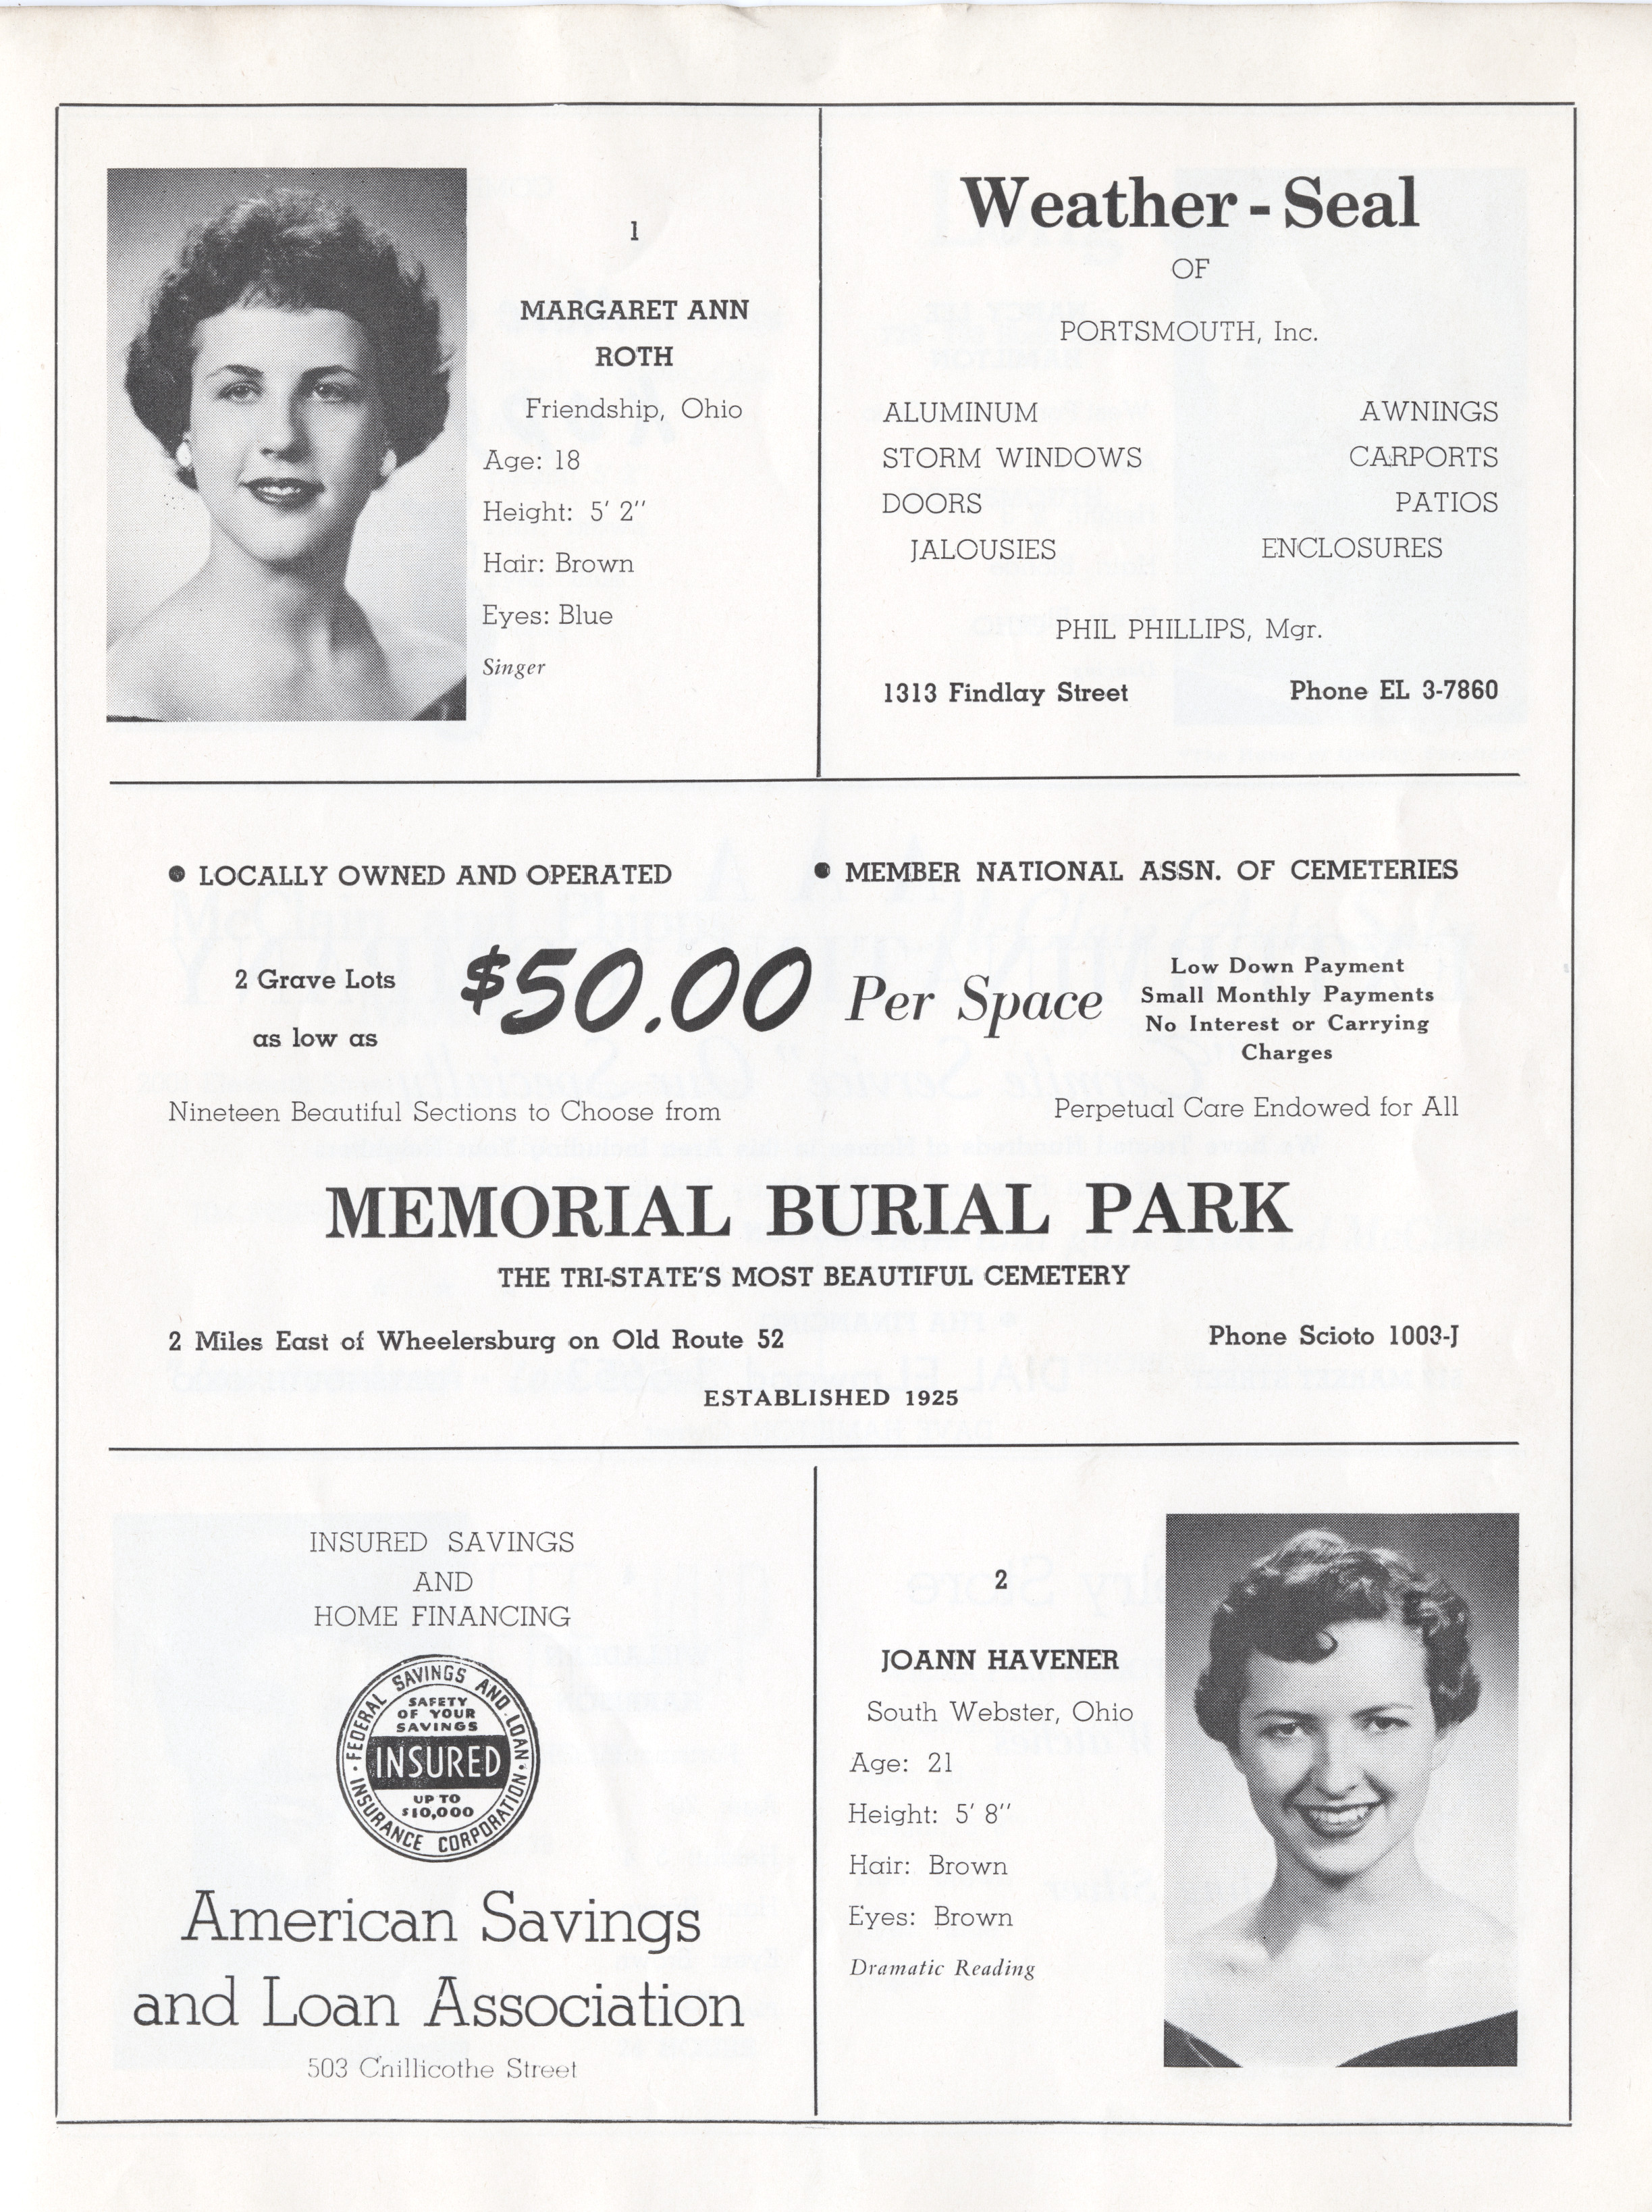 1
MARGARET ANN
ROTH
Friendship, Ohio
Age: 18
Height: 5' 2"
Hair: Brown
Eyes: Blue
Singer
Weather - Seal
OF
PORTSMOUTH, Inc.
ALUMINUM AWNINGS
STORM WINDOWS CARPORTS
DOORS PATIOS
JALOUSIES ENCLOSURES
PHIL PHILLIPS, Mgr.
1313 Findlay Street Phone EL 3-7860
● LOCALLY OWNED AND OPERATED ● MEMBER NATIONAL ASSN. OF CEMETERIES
2 Grave Lots
as low as
$50.00 Per Space
Low Down Payment
Small Monthly Payments
No Interest or Carrying
Charges
Nineteen Beautiful Sections to Choose from Perpetual Care Endowed for All
MEMORIAL BURIAL PARK
THE TRI-STATE'S MOST BEAUTIFUL CEMETERY
2 Miles East of Wheelersburg on Old Route 52 Phone Scioto 1003-J
ESTABLISHED 1925
INSURED SAVINGS
AND
HOME FINANCING
FEDERAL SAVINGS AND LOAN
INSURANCE CORPORATION
SAFETY
OF YOUR
SAVINGS
INSURED
UP TO
$10,000
American Savings
and Loan Association
503 Chillicothe Street
2
JOANN HAVENER
South Webster, Ohio
Age: 21
Height: 5' 8"
Hair: Brown
Eyes: Brown
Dramatic Reading